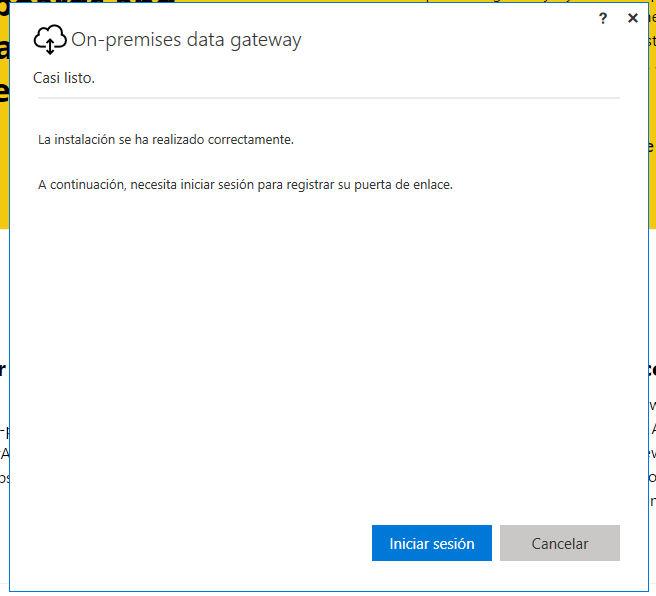 ? ×
On-premises data gateway
Casi listo.
La instalación se ha realizado correctamente.
A continuación, necesita iniciar sesión para registrar su puerta de enlace.
Iniciar sesión
Cancelar